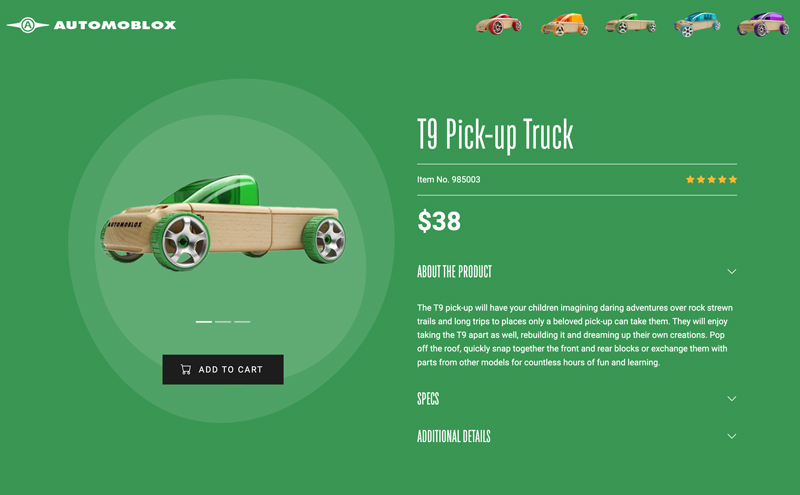 AUTOMOBLOX
T9 Pick-up Truck
Item No. 985003
$38
ABOUT THE PRODUCT
The T9 pick-up will have your children imagining daring adventures over rock strewn
trails and long trips to places only a beloved pick-up can take them. They will enjoy
taking the T9 apart as well, rebuilding it and dreaming up their own creations. Pop
off the roof, quickly snap together the front and rear blocks or exchange them with
parts from other models for countless hours of fun and learning.
AUTOMOBLOX
ADD TO CART
SPECS
ADDITIONAL DETAILS